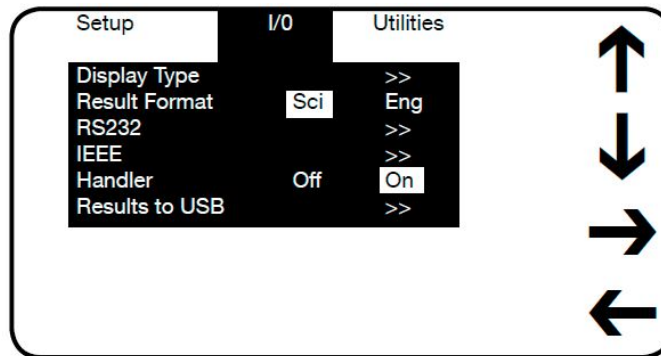 Setup I/0 Utilities
Display Type >>
Result Format Sci Eng
RS232 >>
IEEE >>
Handler Off On
Results to USB >>